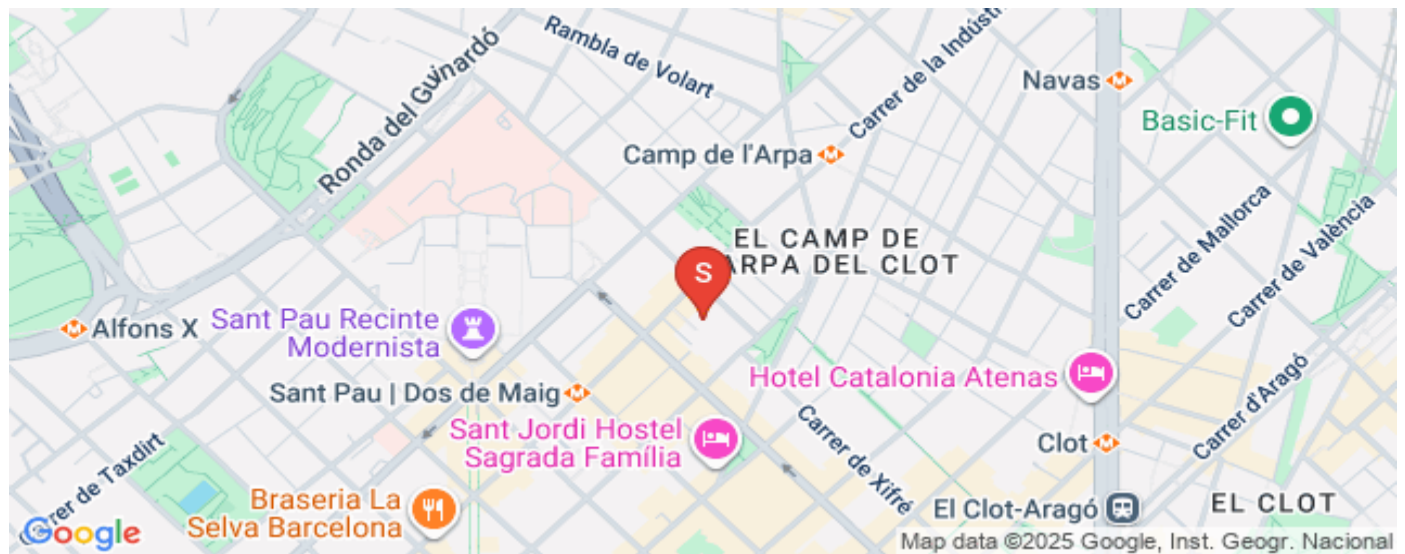 Rambla de Volart
Carrer de la Indúst
Ronda del Guinardó
Navas
Basic-Fit
Camp de l'Arpa
EL CAMP DE
ARPA DEL CLOT
S
Carrer de Mallorca
Carrer de València
Alfons X
Sant Pau Recinte
Modernista
Sant Pau | Dos de Maig
Hotel Catalonia Atenas
Sant Jordi Hostel
Sagrada Família
Carrer de Xifré
Clot
Carrer d'Aragó
rer de Taxdirt
Braseria La
Selva Barcelona
El Clot-Aragó
EL CLOT
Google
Map data ©2025 Google, Inst. Geogr. Nacional